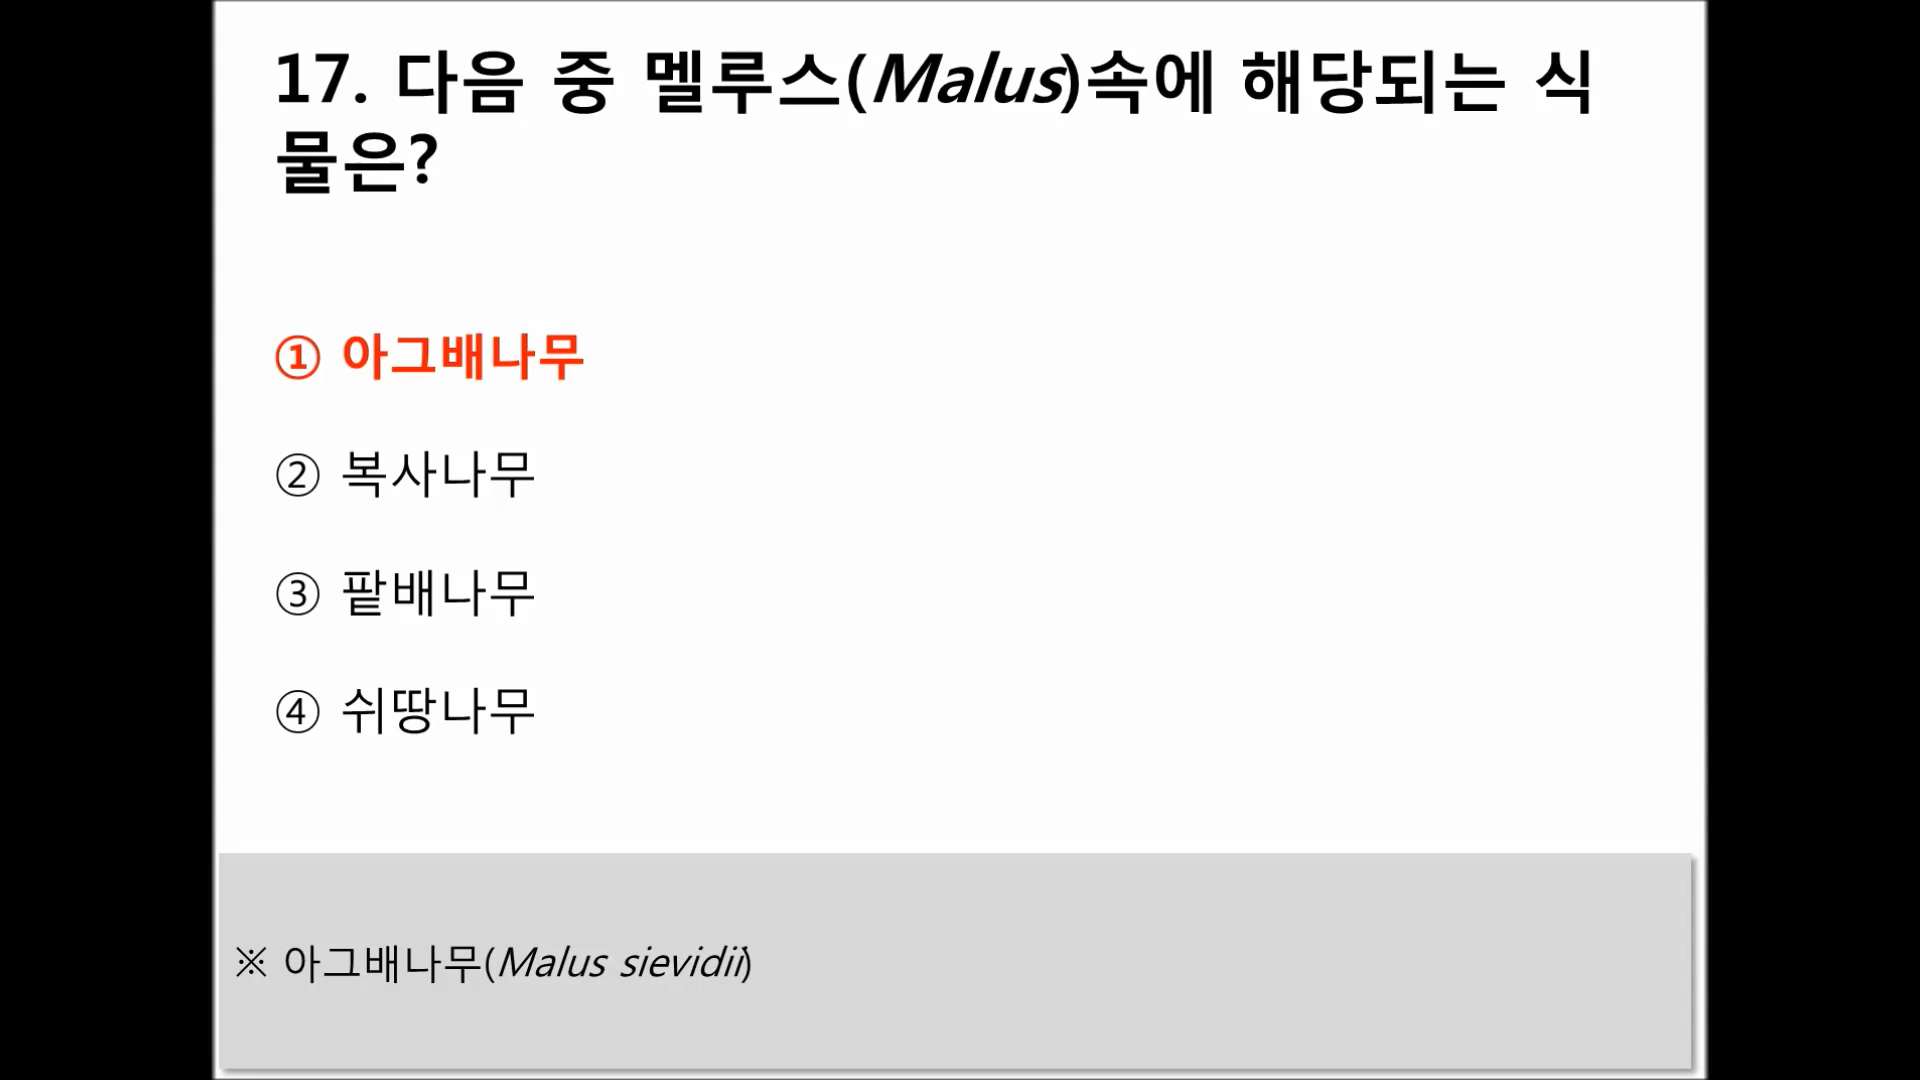 17. 다음 중 멜루스(Malus)속에 해당되는 식
물은?
① 아그배나무
② 복사나무
③ 팥배나무
④ 쉬땅나무
※ 아그배나무(Malus sievidii)